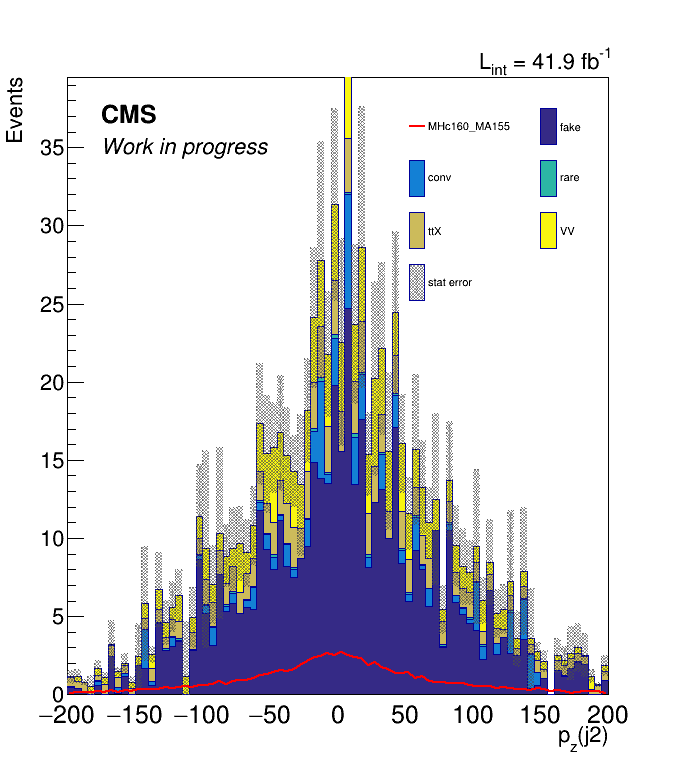 L_int = 41.9 fb^-1
Events
CMS
Work in progress
MHc160_MA155
fake
conv
rare
ttX
VV
stat error
35
30
25
20
15
10
5
0
−200 −150 −100 −50 0 50 100 150 200
p_z(j2)